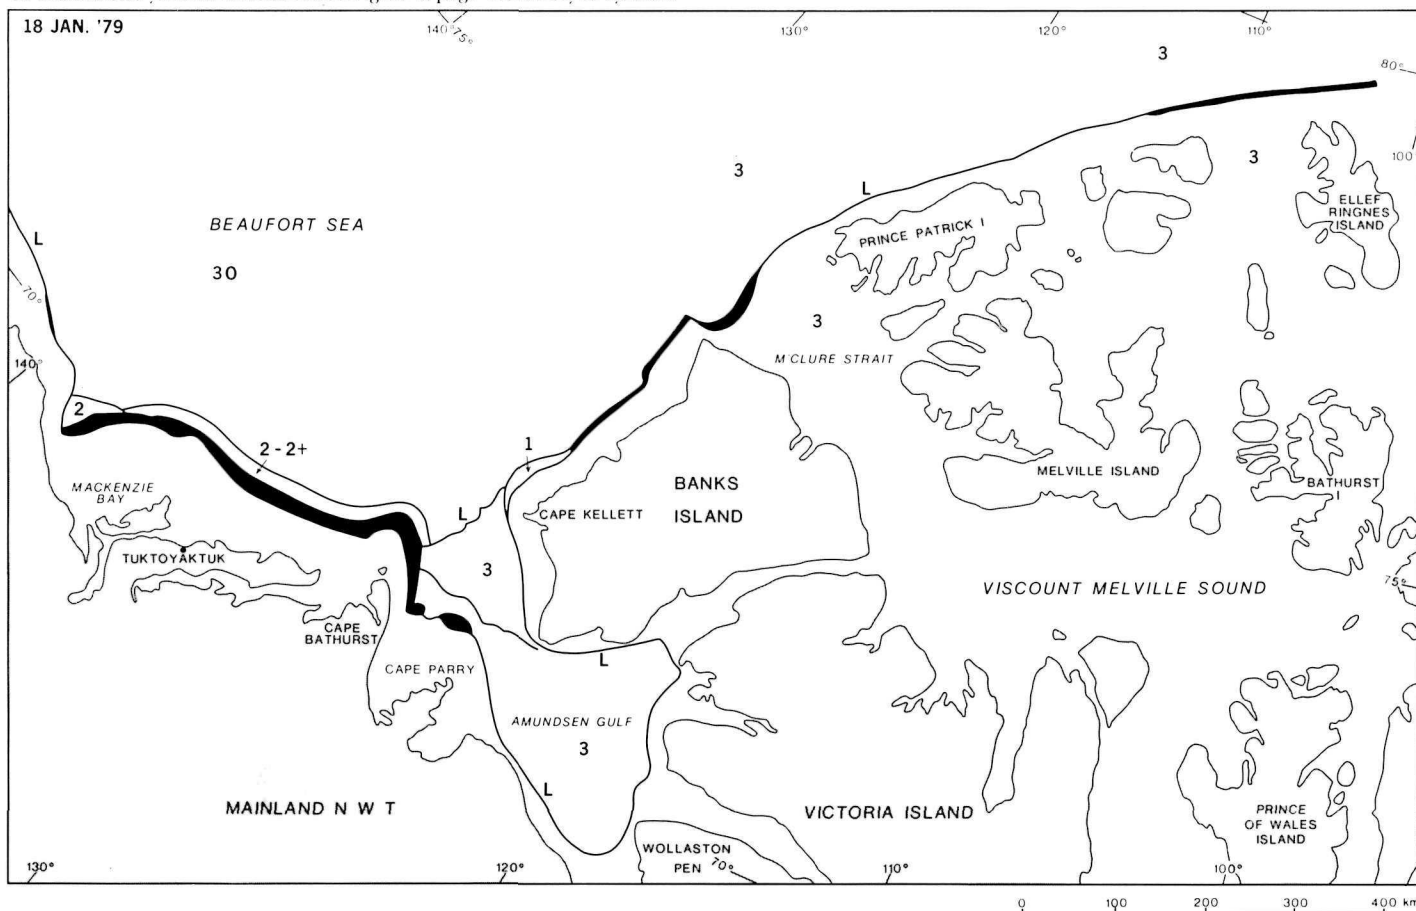 18 JAN. '79
140°
75°
130°
120°
110°
3
80°
3
3
100
L
ELLEF
RINGNES
ISLAND
BEAUFORT SEA
PRINCE PATRICK I
L
30
70°
3
M'CLURE STRAIT
140°
2
2-2+
1
MELVILLE ISLAND
BANKS
ISLAND
BATHURST
I
MACKENZIE
BAY
L
CAPE KELLETT
TUKTOYAKTUK
3
VISCOUNT MELVILLE SOUND
75°
CAPE
BATHURST
L
CAPE PARRY
AMUNDSEN GULF
3
L
MAINLAND N W T
VICTORIA ISLAND
PRINCE
OF WALES
ISLAND
WOLLASTON
PEN
70°
130°
120°
110°
100°
0 100 200 300 400 km